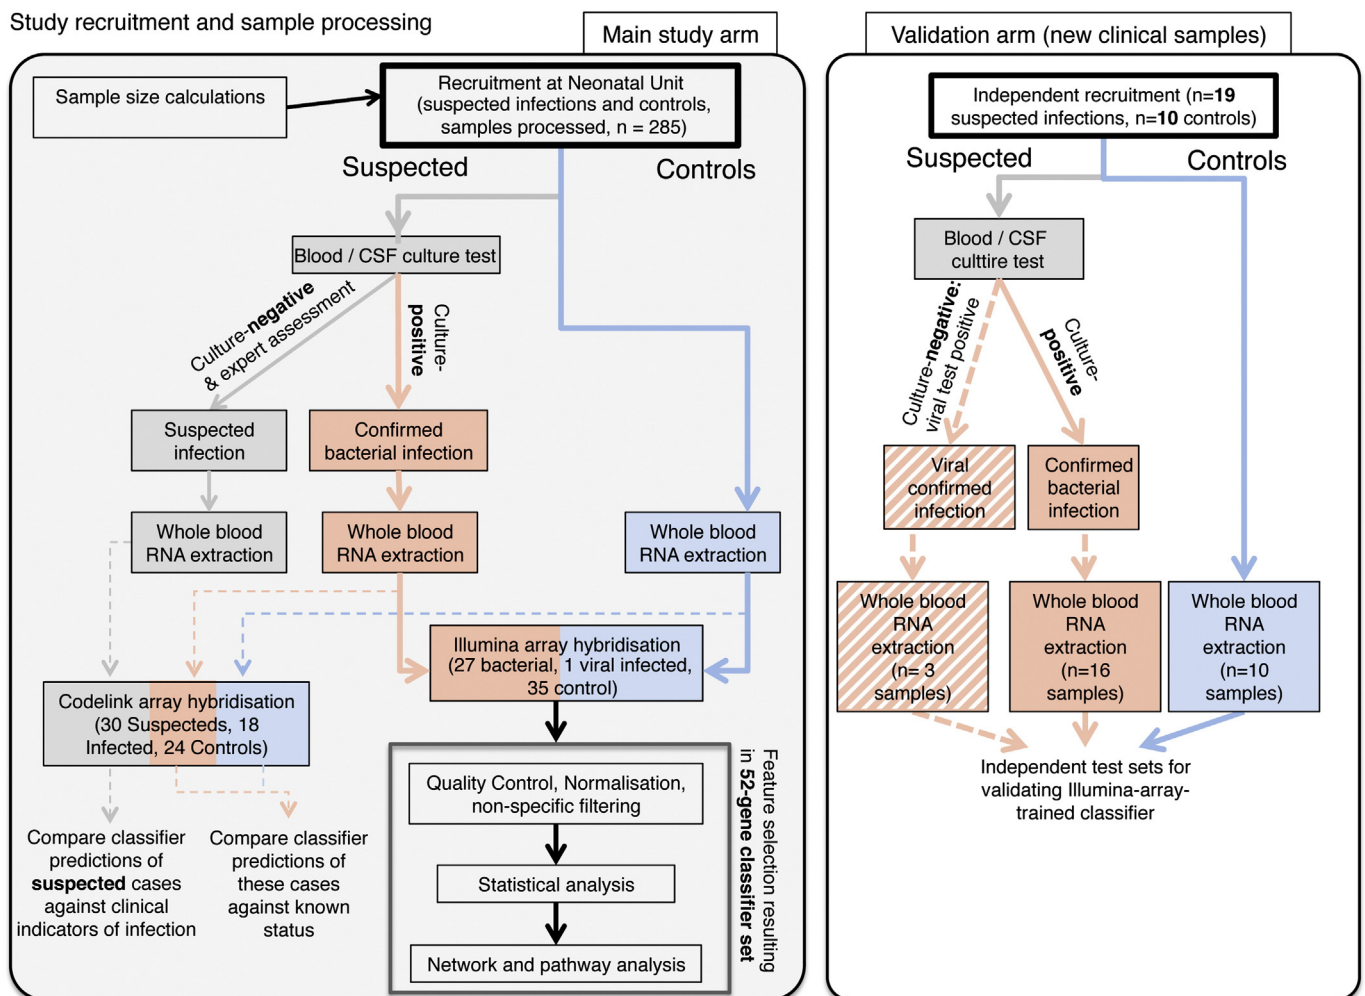 Study recruitment and sample processing
Main study arm
Sample size calculations
Recruitment at Neonatal Unit
(suspected infections and controls,
samples processed, n = 285)
Suspected
Controls
Blood / CSF culture test
Culture-negative
& expert assessment
Culture-
positive
Suspected
infection
Confirmed
bacterial infection
Whole blood
RNA extraction
Whole blood
RNA extraction
Whole blood
RNA extraction
Illumina array hybridisation
(27 bacterial, 1 viral infected,
35 control)
Codelink array hybridisation
(30 Suspecteds, 18
Infected, 24 Controls)
Compare classifier
predictions of
suspected cases
against clinical
indicators of infection
Compare classifier
predictions of
these cases
against known
status
Quality Control, Normalisation,
non-specific filtering
Statistical analysis
Network and pathway analysis
Feature selection resulting
in 52-gene classifier set
Validation arm (new clinical samples)
Independent recruitment (n=19
suspected infections, n=10 controls)
Suspected
Controls
Blood / CSF
culttire test
Culture-negative:
viral test positive
Culture-
positive
Viral
confirmed
infection
Confirmed
bacterial
infection
Whole blood
RNA
extraction
(n= 3
samples)
Whole blood
RNA
extraction
(n=16
samples)
Whole blood
RNA
extraction
(n=10
samples)
Independent test sets for
validating Illumina-array-
trained classifier